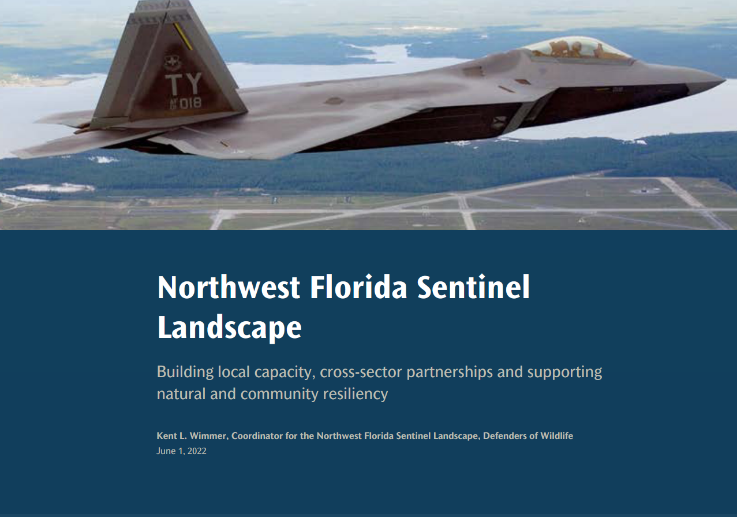 TY
AF
018
Northwest Florida Sentinel
Landscape
Building local capacity, cross-sector partnerships and supporting
natural and community resiliency
Kent L. Wimmer, Coordinator for the Northwest Florida Sentinel Landscape, Defenders of Wildlife
June 1, 2022